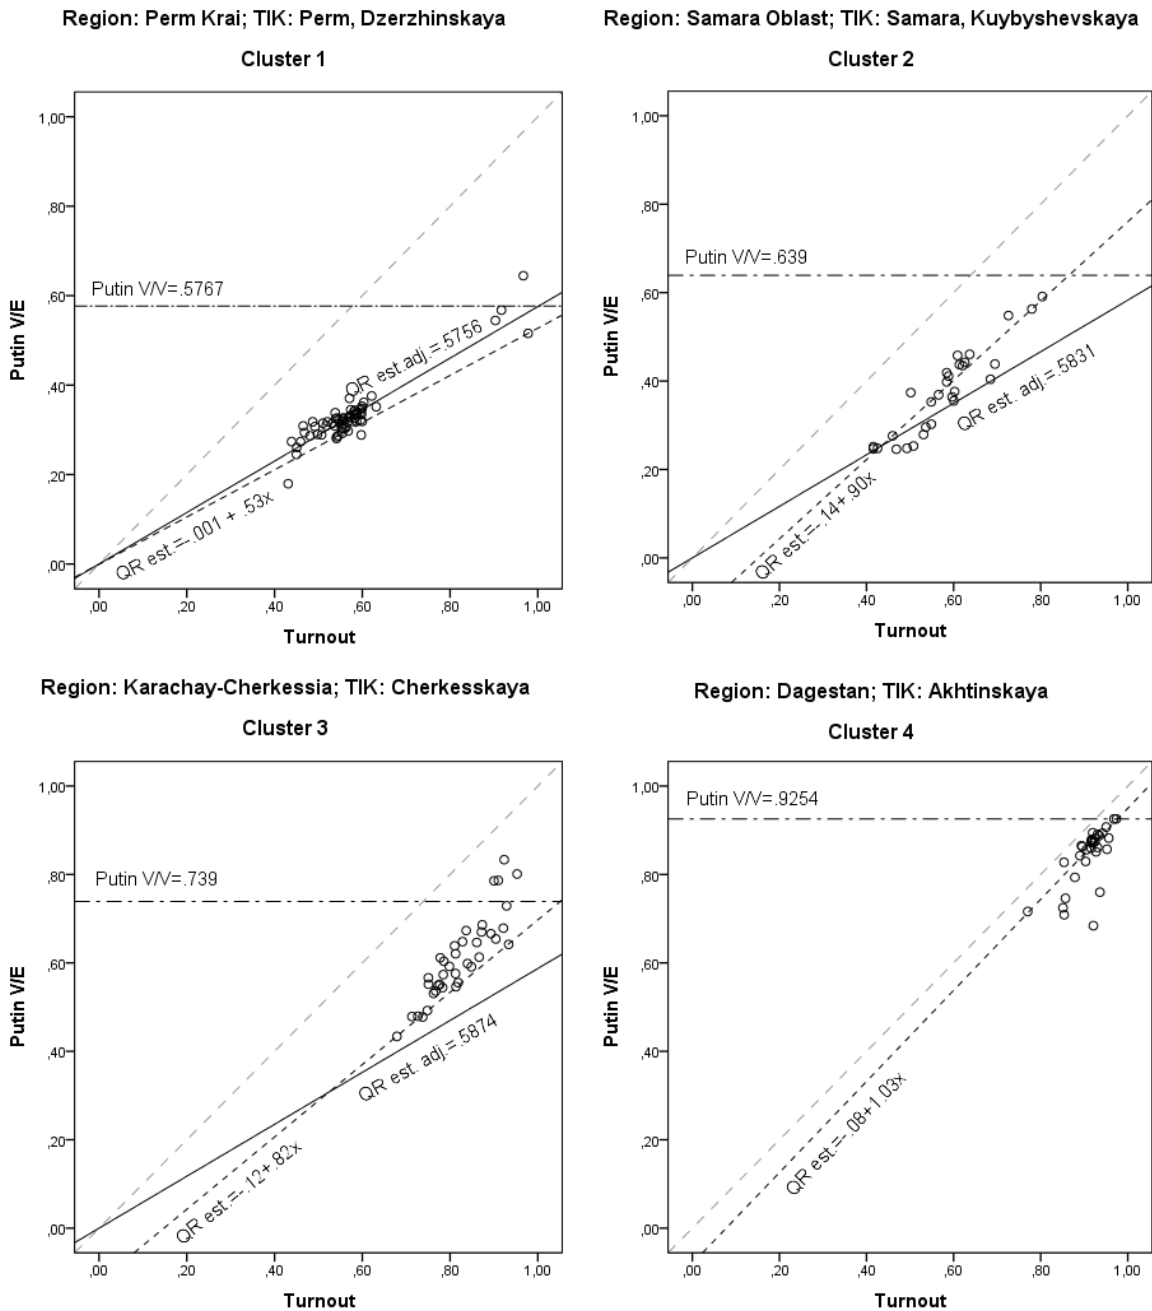 Region: Perm Krai; TIK: Perm, Dzerzhinskaya
Cluster 1
1,00
,80
,60
,40
,20
,00
Putin V/E
Putin V/V=.5767
QR est.adj.=.5756
QR est.=-.001 + .53x
,00 ,20 ,40 ,60 ,80 1,00
Turnout
Region: Samara Oblast; TIK: Samara, Kuybyshevskaya
Cluster 2
1,00
,80
,60
,40
,20
,00
Putin V/E
Putin V/V=.639
QR est. adj.=.5831
QR est.=-.14+.90x
,00 ,20 ,40 ,60 ,80 1,00
Turnout
Region: Karachay-Cherkessia; TIK: Cherkesskaya
Cluster 3
1,00
,80
,60
,40
,20
,00
Putin V/E
Putin V/V=.739
QR est. adj.=.5874
QR est.=-.12+.82x
,00 ,20 ,40 ,60 ,80 1,00
Turnout
Region: Dagestan; TIK: Akhtinskaya
Cluster 4
1,00
,80
,60
,40
,20
,00
Putin V/E
Putin V/V=.9254
QR est.=-.08+1.03x
,00 ,20 ,40 ,60 ,80 1,00
Turnout